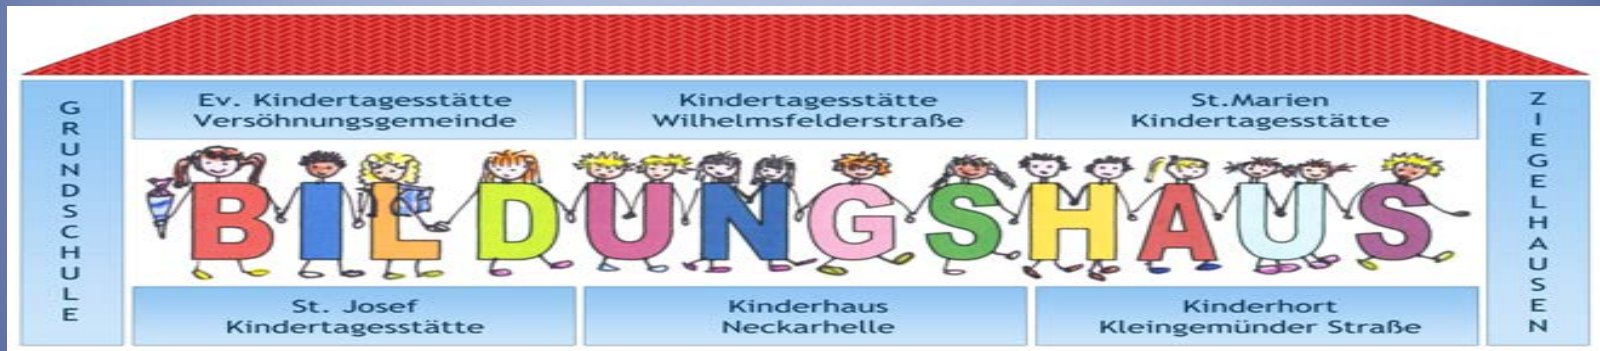 GRUNDSCHULE
Ev. Kindertagesstätte
Versöhnungsgemeinde
Kindertagesstätte
Wilhelmsfelderstraße
St.Marien
Kindertagesstätte
BILDUNGSHAUS
St. Josef
Kindertagesstätte
Kinderhaus
Neckarhelle
Kinderhort
Kleingemünder Straße
ZIEGELHAUSEN